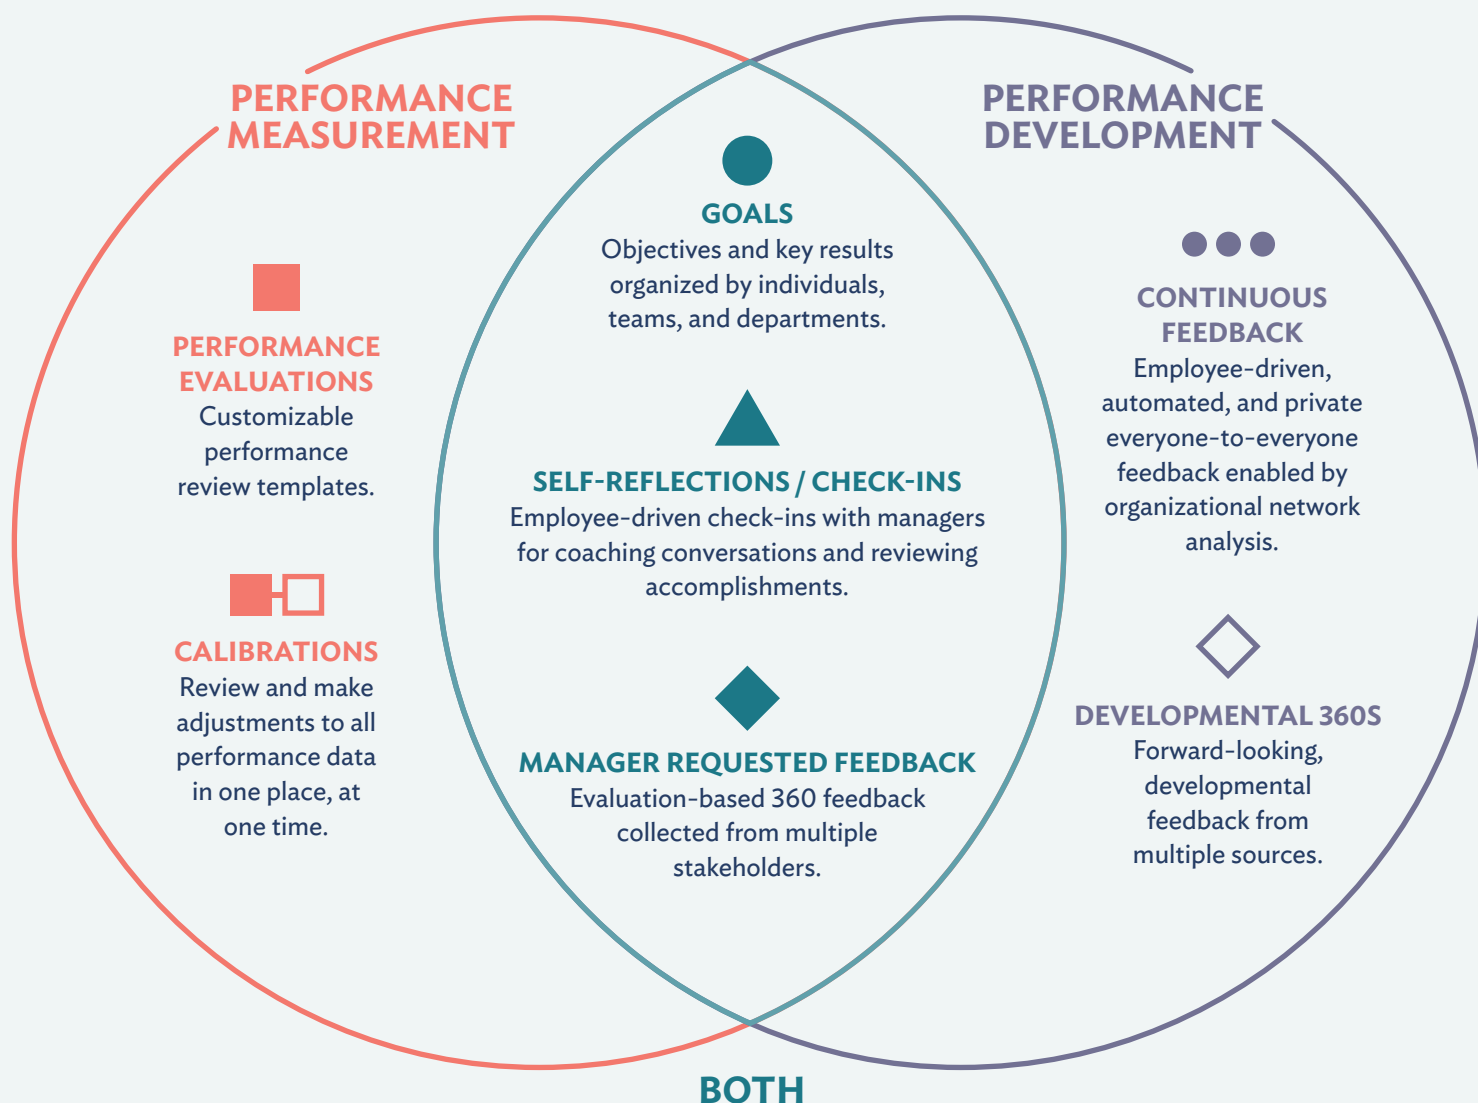 PERFORMANCE
MEASUREMENT
PERFORMANCE
EVALUATIONS
Customizable
performance
review templates.
CALIBRATIONS
Review and make
adjustments to all
performance data
in one place, at
one time.
GOALS
Objectives and key results
organized by individuals,
teams, and departments.
SELF-REFLECTIONS / CHECK-INS
Employee-driven check-ins with managers
for coaching conversations and reviewing
accomplishments.
MANAGER REQUESTED FEEDBACK
Evaluation-based 360 feedback
collected from multiple
stakeholders.
PERFORMANCE
DEVELOPMENT
CONTINUOUS
FEEDBACK
Employee-driven,
automated, and private
everyone-to-everyone
feedback enabled by
organizational network
analysis.
DEVELOPMENTAL 360S
Forward-looking,
developmental
feedback from
multiple sources.
BOTH